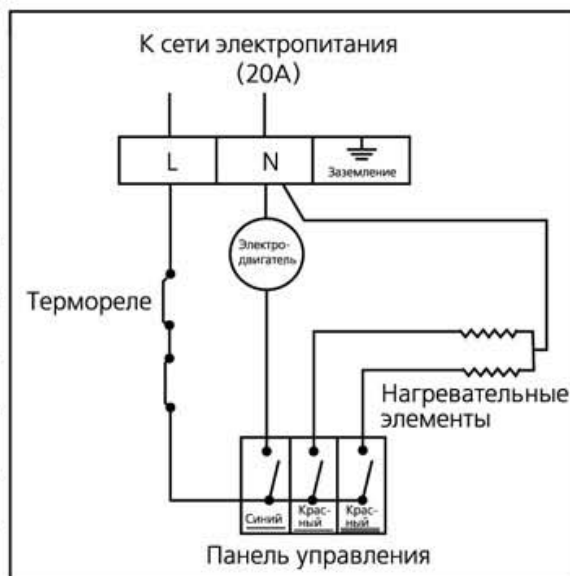 К сети электропитания
(20А)
L
N
Заземление
Электро-
двигатель
Термореле
Нагревательные
элементы
Синий
Крас-
ный
Крас-
ный
Панель управления